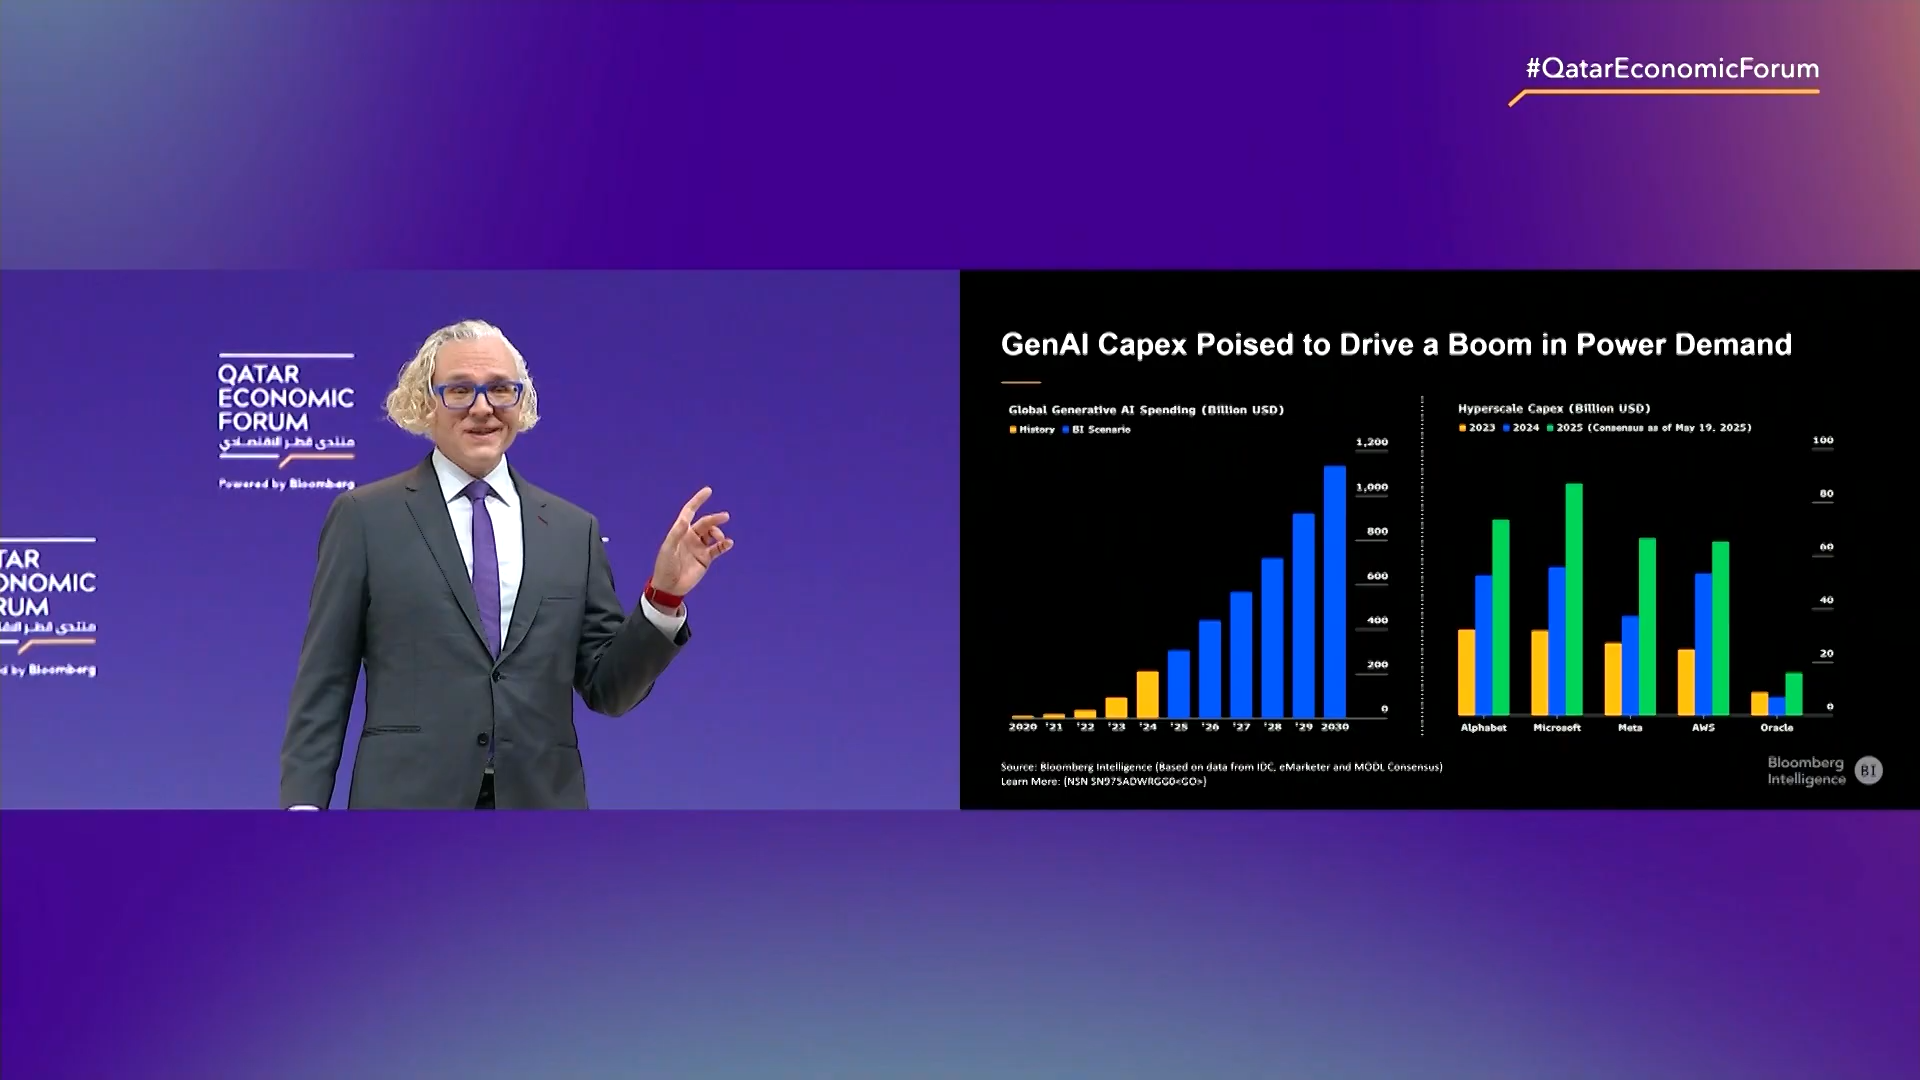 #QatarEconomicForum
QATAR
ECONOMIC
FORUM
منتدى قطر الاقتصادي
Powered by Bloomberg
TAR
ONOMIC
RUM
منتدى قطر الاقتـ
d by Bloomberg
GenAI Capex Poised to Drive a Boom in Power Demand
Global Generative AI Spending (Billion USD)
History BI Scenario
1,200
1,000
800
600
400
200
0
2020 '21 '22 '23 '24 '25 '26 '27 '28 '29 2030
Hyperscale Capex (Billion USD)
2023 2024 2025 (Consensus as of May 19, 2025)
100
80
60
40
20
0
Alphabet Microsoft Meta AWS Oracle
Source: Bloomberg Intelligence (Based on data from IDC, eMarketer and MODL Consensus)
Learn More: {NSN SN975ADWRGG0<GO>}
Bloomberg
Intelligence BI